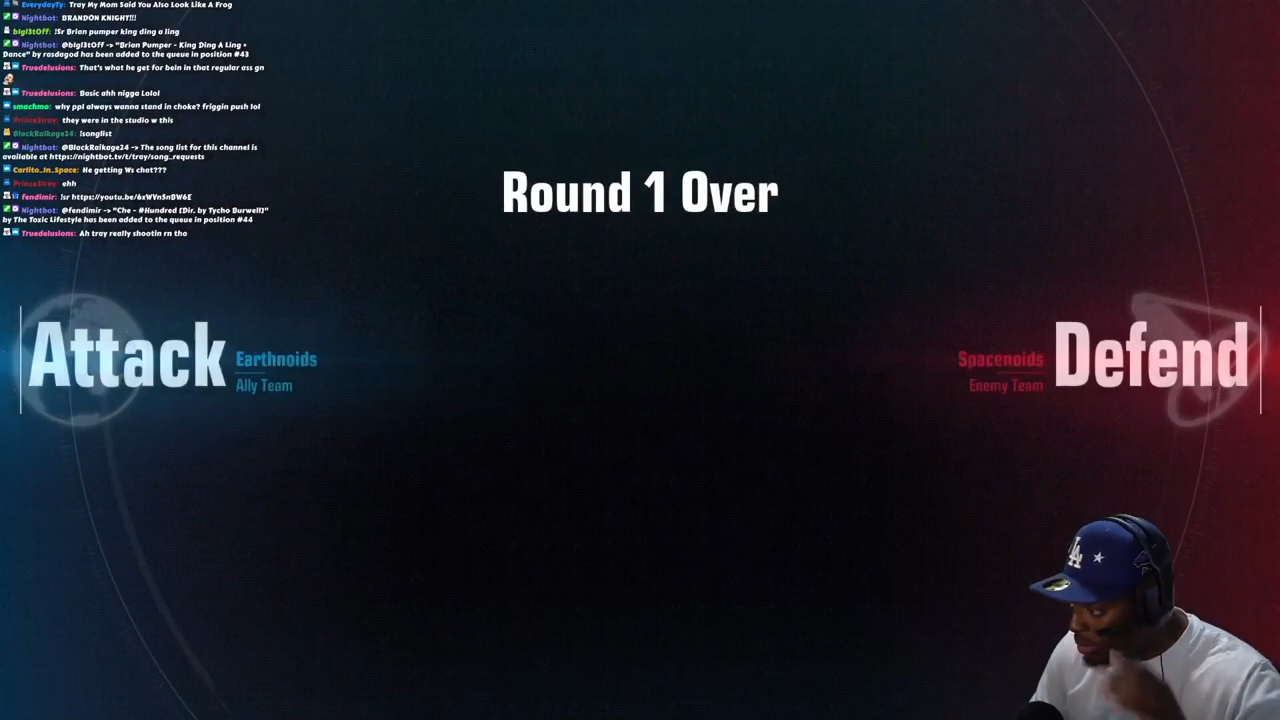 EverydayTy: Tray My Mom Said You Also Look Like A Frog
Nightbot: BRANDON KNIGHT!!!
bigl3tOff: !Sr Brian pumper king ding a ling
Nightbot: @bigl3tOff -> "Brian Pumper - King Ding A Ling +
Dance" by rasdagod has been added to the queue in position #43
Truedelusions: That's what he get for bein in that regular ass gn
Truedelusions: Basic ahh nigga Lolol
smachmo: why ppl always wanna stand in choke? friggin push lol
they were in the studio w this
BlackRaikage24: !songlist
Nightbot: @BlackRaikage24 -> The song list for this channel is
available at https://nightbot.tv/t/tray/song_requests
Carlito_In_Space: He getting Ws chat???
ehh
fendimir: !sr https://youtu.be/6xWVn5nBW6E
Nightbot: @fendimir -> "Che - #Hundred [Dir. by Tycho Burwell]"
by The Toxic Lifestyle has been added to the queue in position #44
Truedelusions: Ah tray really shootin rn tho
Round 1 Over
Attack
Earthnoids
Ally Team
Spacenoids
Enemy Team
Defend
LA